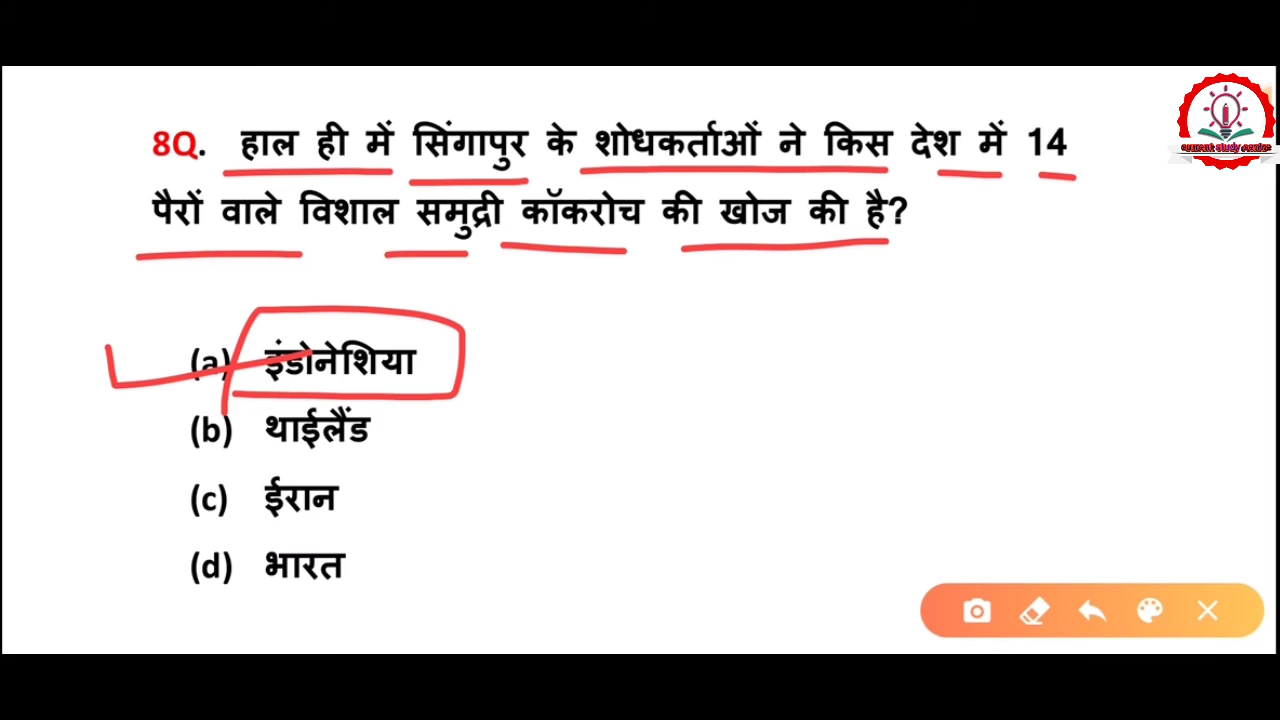 8Q. हाल ही में सिंगापुर के शोधकर्ताओं ने किस देश में 14
पैरों वाले विशाल समुद्री कॉकरोच की खोज की है?
(a) इंडोनेशिया
(b) थाईलैंड
(c) ईरान
(d) भारत